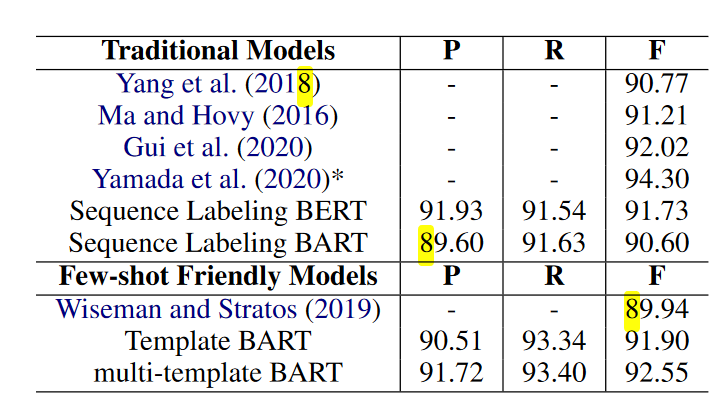 Traditional Models P R F
Yang et al. (2018) - - 90.77
Ma and Hovy (2016) - - 91.21
Gui et al. (2020) - - 92.02
Yamada et al. (2020)* - - 94.30
Sequence Labeling BERT 91.93 91.54 91.73
Sequence Labeling BART 89.60 91.63 90.60
Few-shot Friendly Models P R F
Wiseman and Stratos (2019) - - 89.94
Template BART 90.51 93.34 91.90
multi-template BART 91.72 93.40 92.55